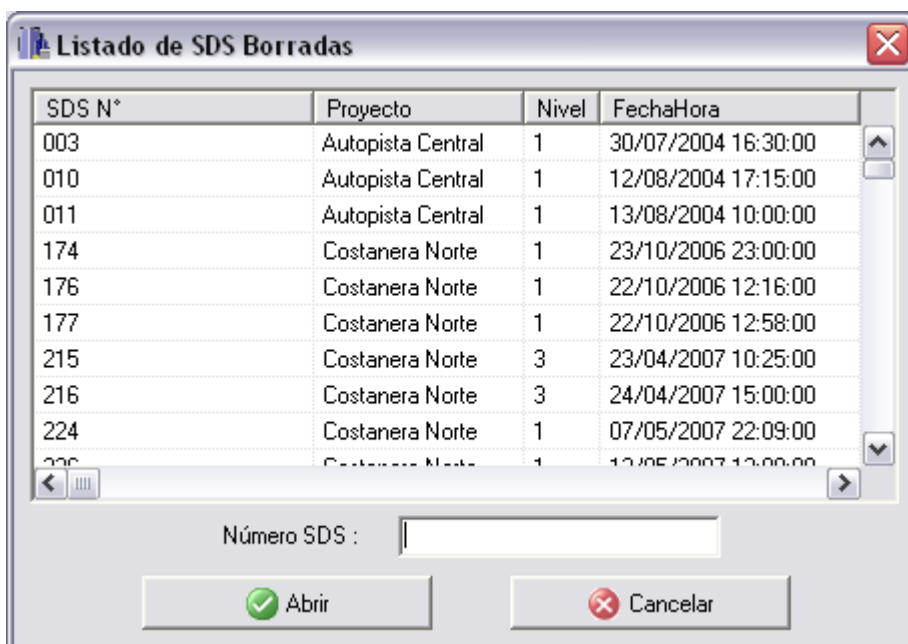 Listado de SDS Borradas
SDS N° Proyecto Nivel FechaHora
003 Autopista Central 1 30/07/2004 16:30:00
010 Autopista Central 1 12/08/2004 17:15:00
011 Autopista Central 1 13/08/2004 10:00:00
174 Costanera Norte 1 23/10/2006 23:00:00
176 Costanera Norte 1 22/10/2006 12:16:00
177 Costanera Norte 1 22/10/2006 12:58:00
215 Costanera Norte 3 23/04/2007 10:25:00
216 Costanera Norte 3 24/04/2007 15:00:00
224 Costanera Norte 1 07/05/2007 22:09:00
Costanera Norte 1
Número SDS :
Abrir Cancelar